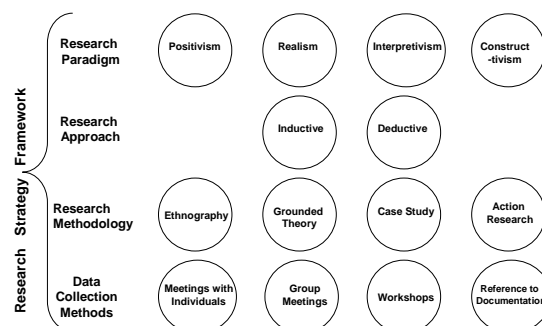 Research Strategy Framework
Research
Paradigm
Positivism
Realism
Interpretivism
Construct
-tivism
Research
Approach
Inductive
Deductive
Research
Methodology
Ethnography
Grounded
Theory
Case Study
Action
Research
Data
Collection
Methods
Meetings with
Individuals
Group
Meetings
Workshops
Reference to
Documentation